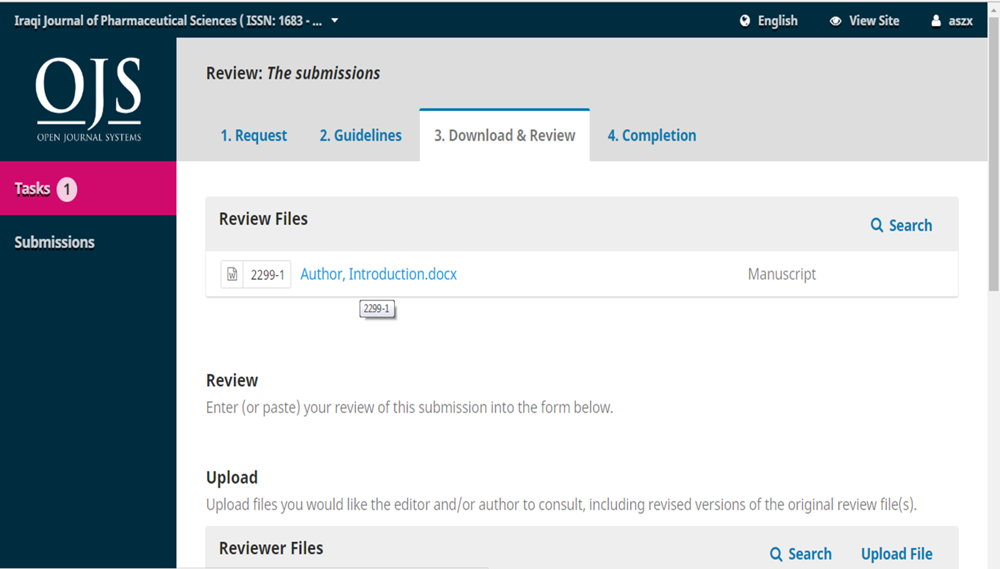 Iraqi Journal of Pharmaceutical Sciences ( ISSN: 1683 - ...
English
View Site
aszx
OJS
OPEN JOURNAL SYSTEMS
Tasks 1
Submissions
Review: The submissions
1. Request
2. Guidelines
3. Download & Review
4. Completion
Review Files
Search
2299-1
Author, Introduction.docx
Manuscript
2299-1
Review
Enter (or paste) your review of this submission into the form below.
Upload
Upload files you would like the editor and/or author to consult, including revised versions of the original review file(s).
Reviewer Files
Search
Upload File